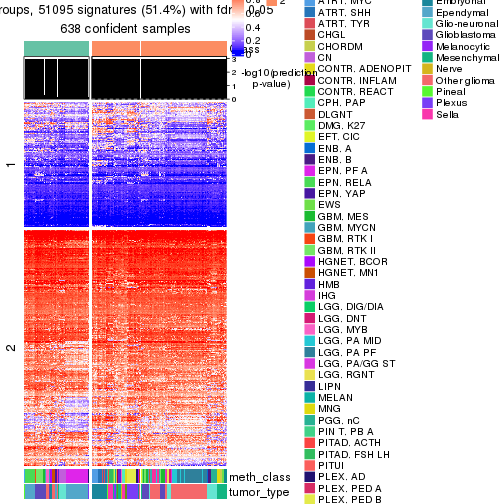 roups, 51095 signatures (51.4%) with fdr < 0.05
638 confident samples
0.6
0.4
0.2
0
2
class
3
2
1
0
-log10(prediction
p-value)
1
2
meth_class
tumor_type
ATRT. MYC
ATRT. SHH
ATRT. TYR
CHGL
CHORDM
CN
CONTR. ADENOPIT
CONTR. INFLAM
CONTR. REACT
CPH. PAP
DLGNT
DMG. K27
EFT. CIC
ENB. A
ENB. B
EPN. PF A
EPN. RELA
EPN. YAP
EWS
GBM. MES
GBM. MYCN
GBM. RTK I
GBM. RTK II
HGNET. BCOR
HGNET. MN1
HMB
IHG
LGG. DIG/DIA
LGG. DNT
LGG. MYB
LGG. PA MID
LGG. PA PF
LGG. PA/GG ST
LGG. RGNT
LIPN
MELAN
MNG
PGG. nC
PIN T. PB A
PITAD. ACTH
PITAD. FSH LH
PITUI
PLEX. AD
PLEX. PED A
PLEX. PED B
Embryonal
Ependymal
Glio-neuronal
Glioblastoma
Melanocytic
Mesenchymal
Nerve
Other glioma
Pineal
Plexus
Sella